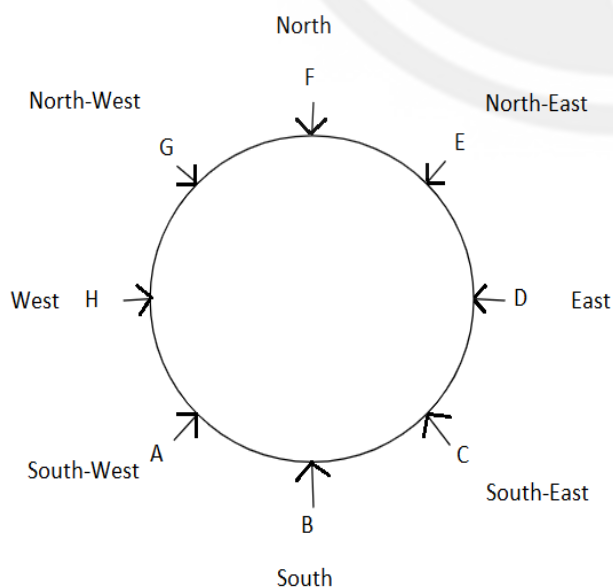 North
F
North-West
North-East
G
E
West H
D East
A
C
South-West
South-East
B
South